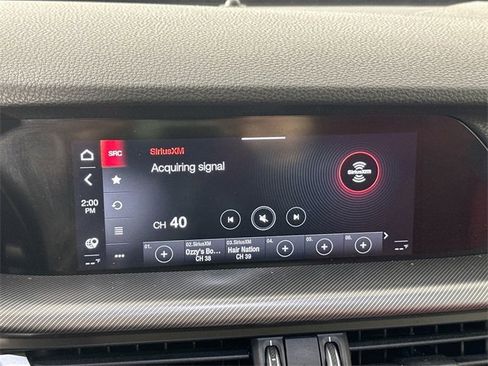 SRC
SiriusXM
Acquiring signal
SiriusXM
2:00
PM
CH 40
01.
02.SiriusXM
Ozzy's Bo...
CH 38
03.SiriusXM
Hair Nation
CH 39
04.
05.
06.
--°F
--°F